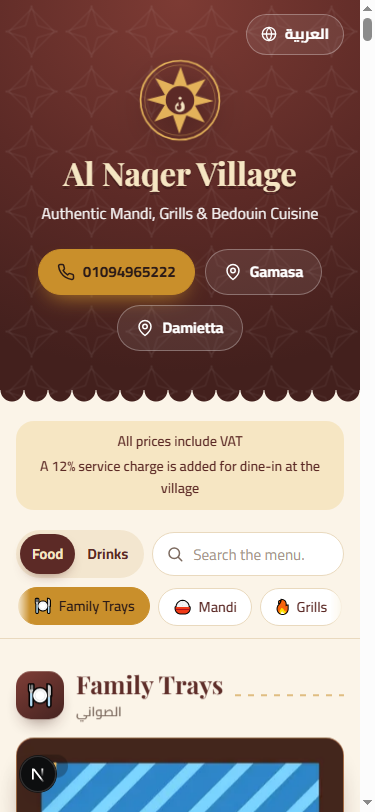 العربية
ن
Al Naqer Village
Authentic Mandi, Grills & Bedouin Cuisine
01094965222
Gamasa
Damietta
All prices include VAT
A 12% service charge is added for dine-in at the
village
Food
Drinks
Search the menu.
Family Trays
Mandi
Grills
Family Trays
الصواني
N